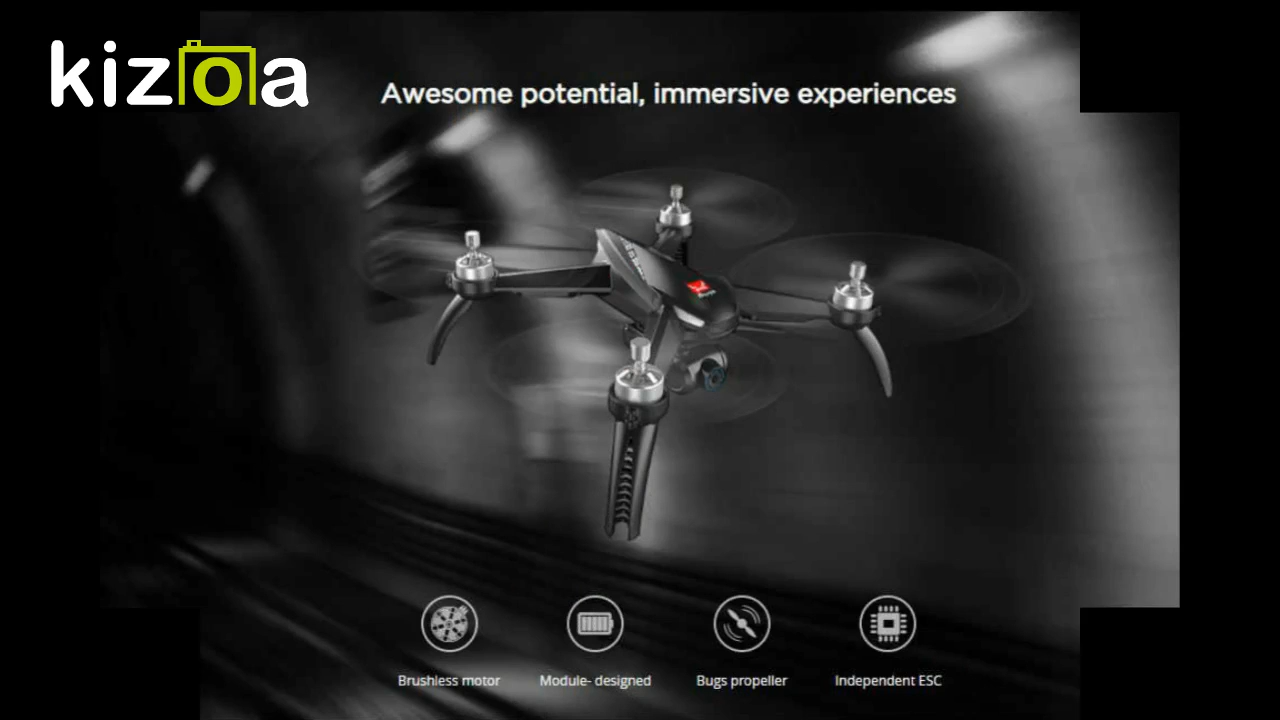 kizoa
Awesome potential, immersive experiences
Brushless motor
Module- designed
Bugs propeller
Independent ESC